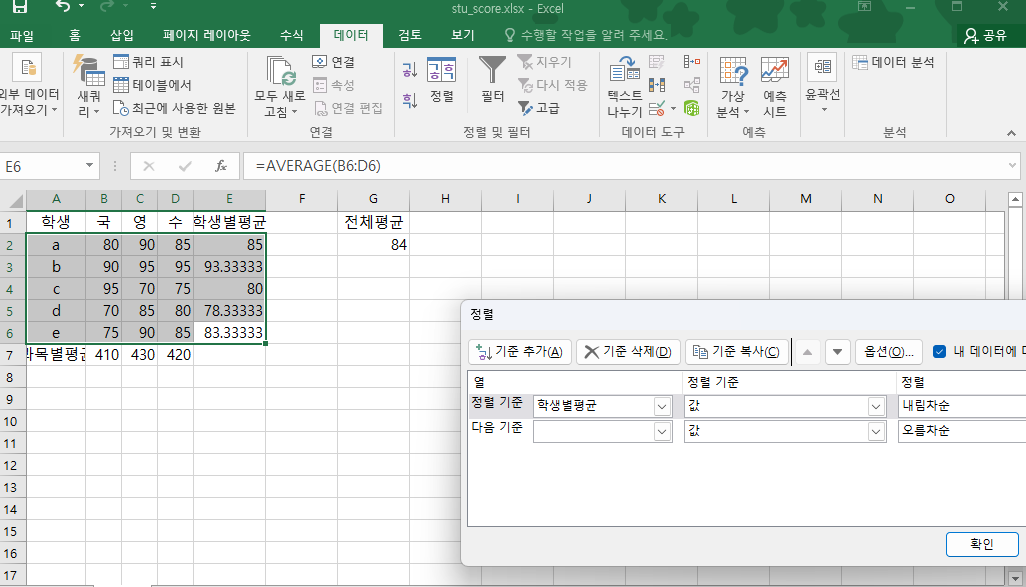 stu_score.xlsx - Excel
파일 홈 삽입 페이지 레이아웃 수식 데이터 검토 보기 수행할 작업을 알려 주세요. 공유
외부 데이터 가져오기
새쿼리
쿼리 표시
테이블에서
최근에 사용한 원본
모두 새로 고침
연결
속성
연결 편집
정렬
필터
지우기
다시 적용
고급
텍스트 나누기
가상 분석
예측 시트
윤곽선
데이터 분석
가져오기 및 변환 연결 정렬 및 필터 데이터 도구 예측 분석
E6 fx =AVERAGE(B6:D6)
A B C D E F G H I J K L M N O
1 학생 국 영 수 학생별평균 전체평균
2 a 80 90 85 85 84
3 b 90 95 95 93.33333
4 c 95 70 75 80
5 d 70 85 80 78.33333
6 e 75 90 85 83.33333
7 과목별평균 410 430 420
8
9
10
11
12
13
14
15
16
17
정렬
기준 추가(A) 기준 삭제(D) 기준 복사(C) 옵션(O)... 내 데이터에
열 정렬 기준 정렬
정렬 기준 학생별평균 값 내림차순
다음 기준 값 오름차순
확인